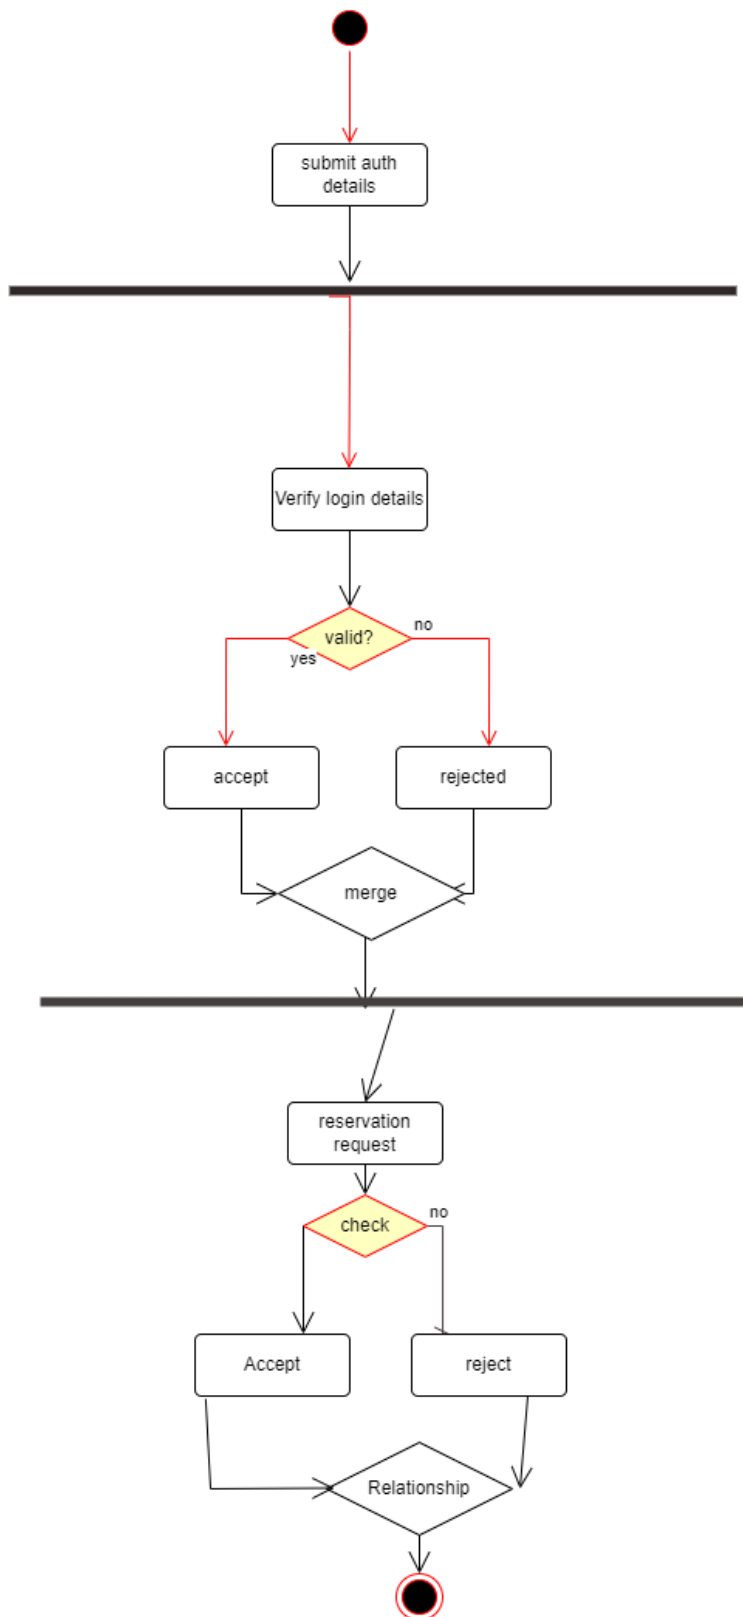 submit auth
details
Verify login details
valid?
no
yes
accept
rejected
merge
reservation
request
check
no
Accept
reject
Relationship